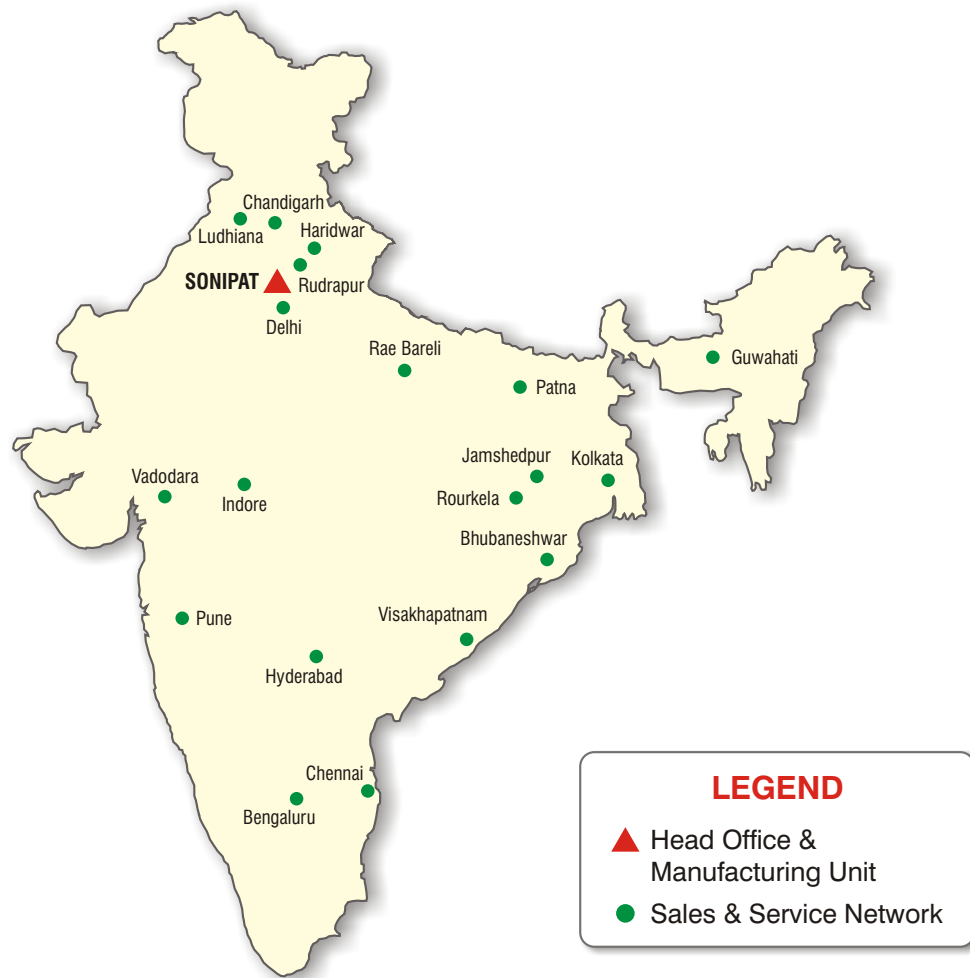 Chandigarh
Ludhiana
Haridwar
SONIPAT
Rudrapur
Delhi
Rae Bareli
Guwahati
Patna
Jamshedpur
Kolkata
Vadodara
Indore
Rourkela
Bhubaneshwar
Pune
Visakhapatnam
Hyderabad
Chennai
Bengaluru
LEGEND
Head Office &
Manufacturing Unit
Sales & Service Network